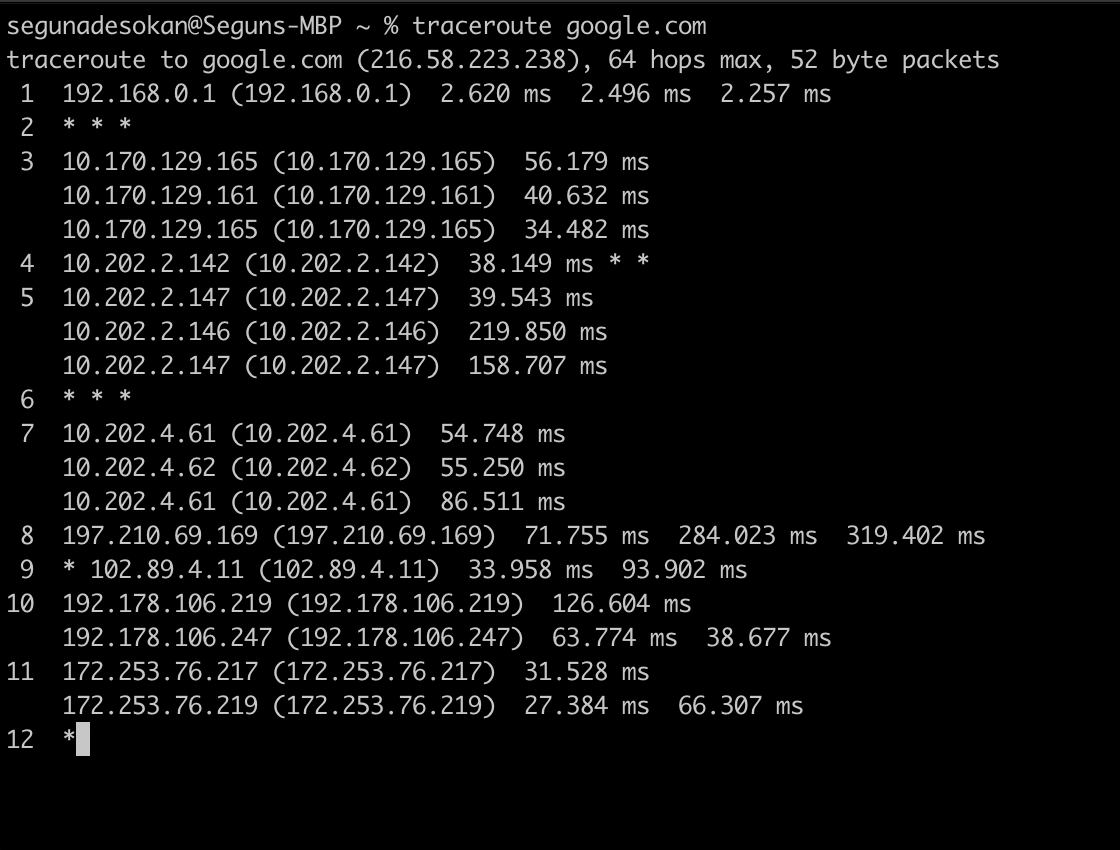 segunadesokan@Seguns-MBP ~ % traceroute google.com
traceroute to google.com (216.58.223.238), 64 hops max, 52 byte packets
 1  192.168.0.1 (192.168.0.1)  2.620 ms  2.496 ms  2.257 ms
 2  * * *
 3  10.170.129.165 (10.170.129.165)  56.179 ms
    10.170.129.161 (10.170.129.161)  40.632 ms
    10.170.129.165 (10.170.129.165)  34.482 ms
 4  10.202.2.142 (10.202.2.142)  38.149 ms * *
 5  10.202.2.147 (10.202.2.147)  39.543 ms
    10.202.2.146 (10.202.2.146)  219.850 ms
    10.202.2.147 (10.202.2.147)  158.707 ms
 6  * * *
 7  10.202.4.61 (10.202.4.61)  54.748 ms
    10.202.4.62 (10.202.4.62)  55.250 ms
    10.202.4.61 (10.202.4.61)  86.511 ms
 8  197.210.69.169 (197.210.69.169)  71.755 ms  284.023 ms  319.402 ms
 9  * 102.89.4.11 (102.89.4.11)  33.958 ms  93.902 ms
10  192.178.106.219 (192.178.106.219)  126.604 ms
    192.178.106.247 (192.178.106.247)  63.774 ms  38.677 ms
11  172.253.76.217 (172.253.76.217)  31.528 ms
    172.253.76.219 (172.253.76.219)  27.384 ms  66.307 ms
12  *